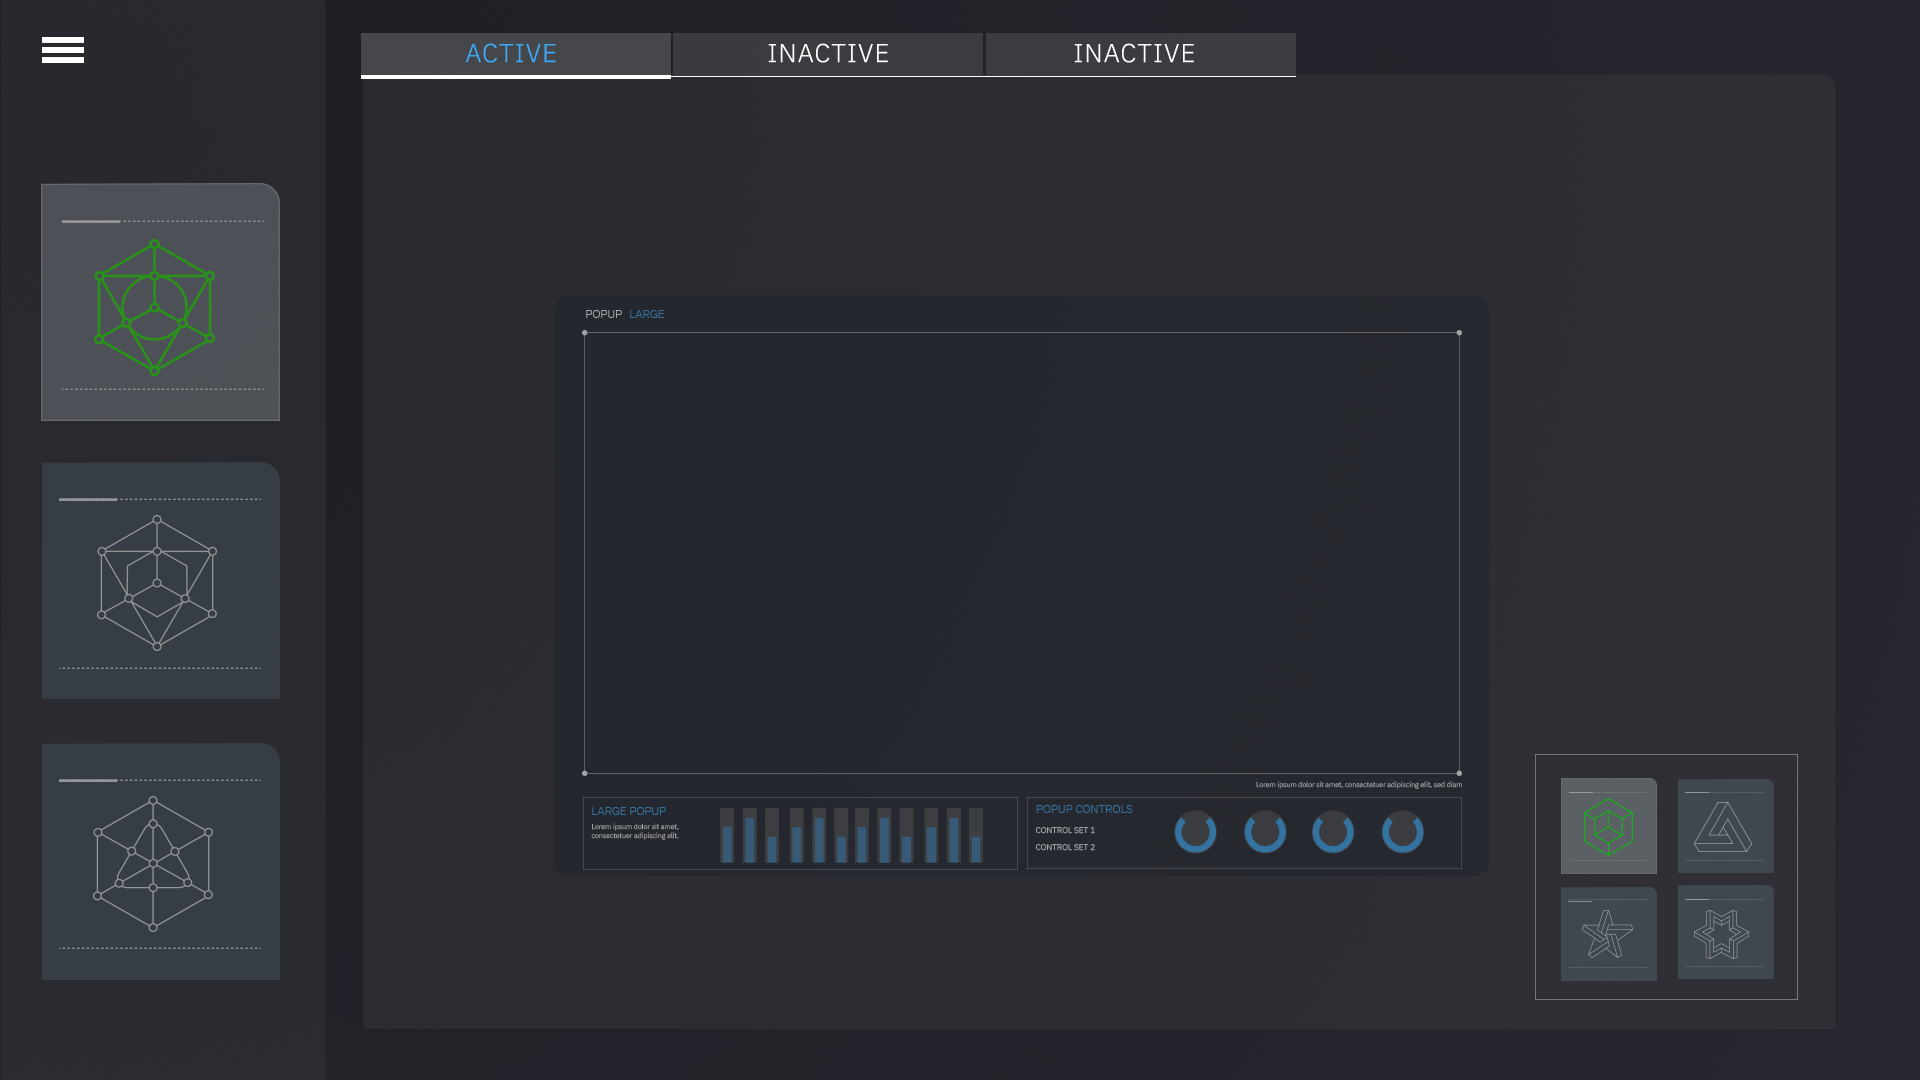 ACTIVE INACTIVE INACTIVE
POPUP LARGE
Lorem ipsum dolor sit amet, consectetuer adipiscing elit, sed diam
LARGE POPUP
Lorem ipsum dolor sit amet,
consectetuer adipiscing elit.
POPUP CONTROLS
CONTROL SET 1
CONTROL SET 2